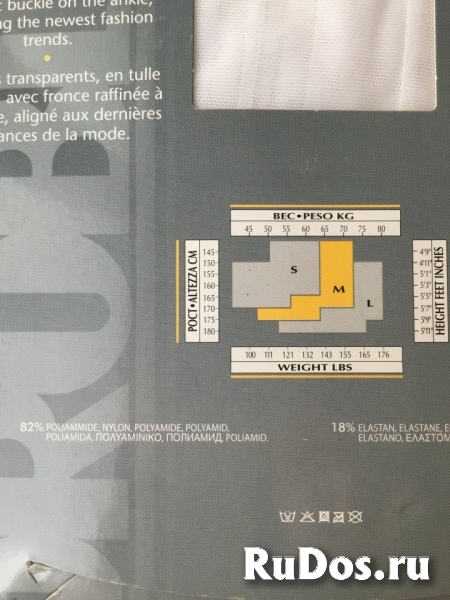 buckle on the ankle,
ng the newest fashion
trends.
s transparents, en tulle
avec fronce raffinée à
e, aligné aux dernières
ances de la mode.
ВЕС•PESO KG
45 50 55 60 65 70 75 80
РОСТ•ALTEZZA CM
145
150
155
160
165
170
175
180
S
M
L
4'9"
4'11"
5'1"
5'3"
5'5"
5'7"
5'9"
5'11"
HEIGHT FEET INCHES
100 111 121 132 143 155 165 176
WEIGHT LBS
82% POLIAMMIDE, NYLON, POLYAMIDE, POLYAMID,
POLIAMIDA, ΠΟΛΥΑΜΙΝΙΚΟ, ПОЛИАМИД, POLIAMID.
18% ELASTAN, ELASTANE, E
ELASTANO, ΕΛΑΣΤΟΜ
RuDos.ru